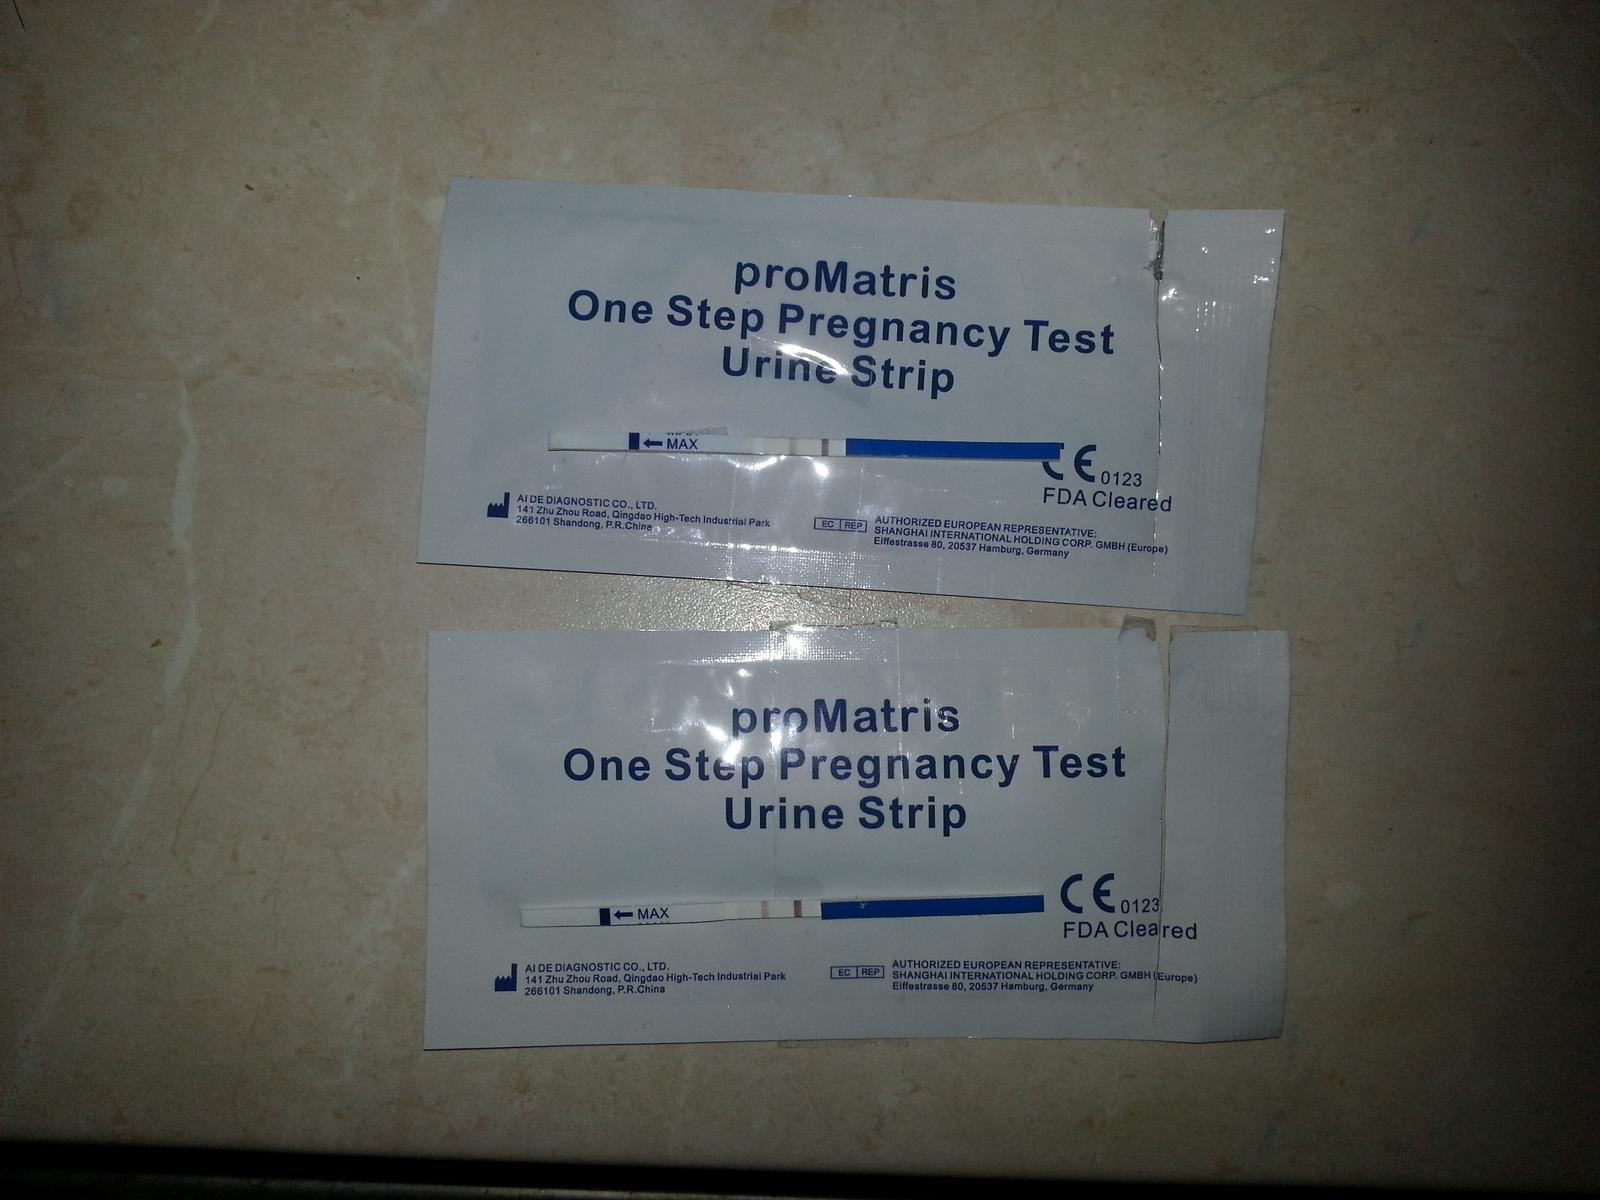 proMatris
One Step Pregnancy Test
Urine Strip
MAX
CE 0123
FDA Cleared
AI DE DIAGNOSTIC CO., LTD.
141 Zhu Zhou Road, Qingdao High-Tech Industrial Park
266101 Shandong, P.R.China
EC REP
AUTHORIZED EUROPEAN REPRESENTATIVE:
SHANGHAI INTERNATIONAL HOLDING CORP. GMBH (Europe)
Eiffestrasse 80, 20537 Hamburg, Germany
proMatris
One Step Pregnancy Test
Urine Strip
MAX
CE 0123
FDA Cleared
AI DE DIAGNOSTIC CO., LTD.
141 Zhu Zhou Road, Qingdao High-Tech Industrial Park
266101 Shandong, P.R.China
EC REP
AUTHORIZED EUROPEAN REPRESENTATIVE:
SHANGHAI INTERNATIONAL HOLDING CORP. GMBH (Europe)
Eiffestrasse 80, 20537 Hamburg, Germany